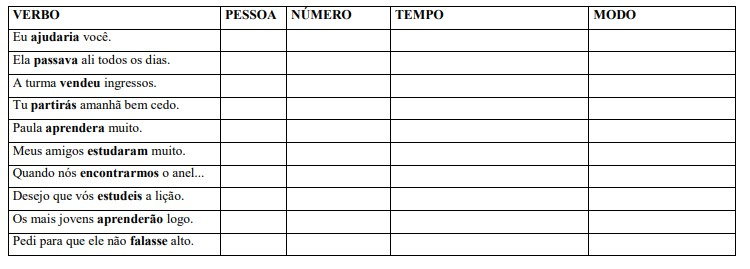 VERBO PESSOA NÚMERO TEMPO MODO
Eu ajudaria você.
Ela passava ali todos os dias.
A turma vendeu ingressos.
Tu partirás amanhã bem cedo.
Paula aprendera muito.
Meus amigos estudaram muito.
Quando nós encontrarmos o anel...
Desejo que vós estudeis a lição.
Os mais jovens aprenderão logo.
Pedi para que ele não falasse alto.